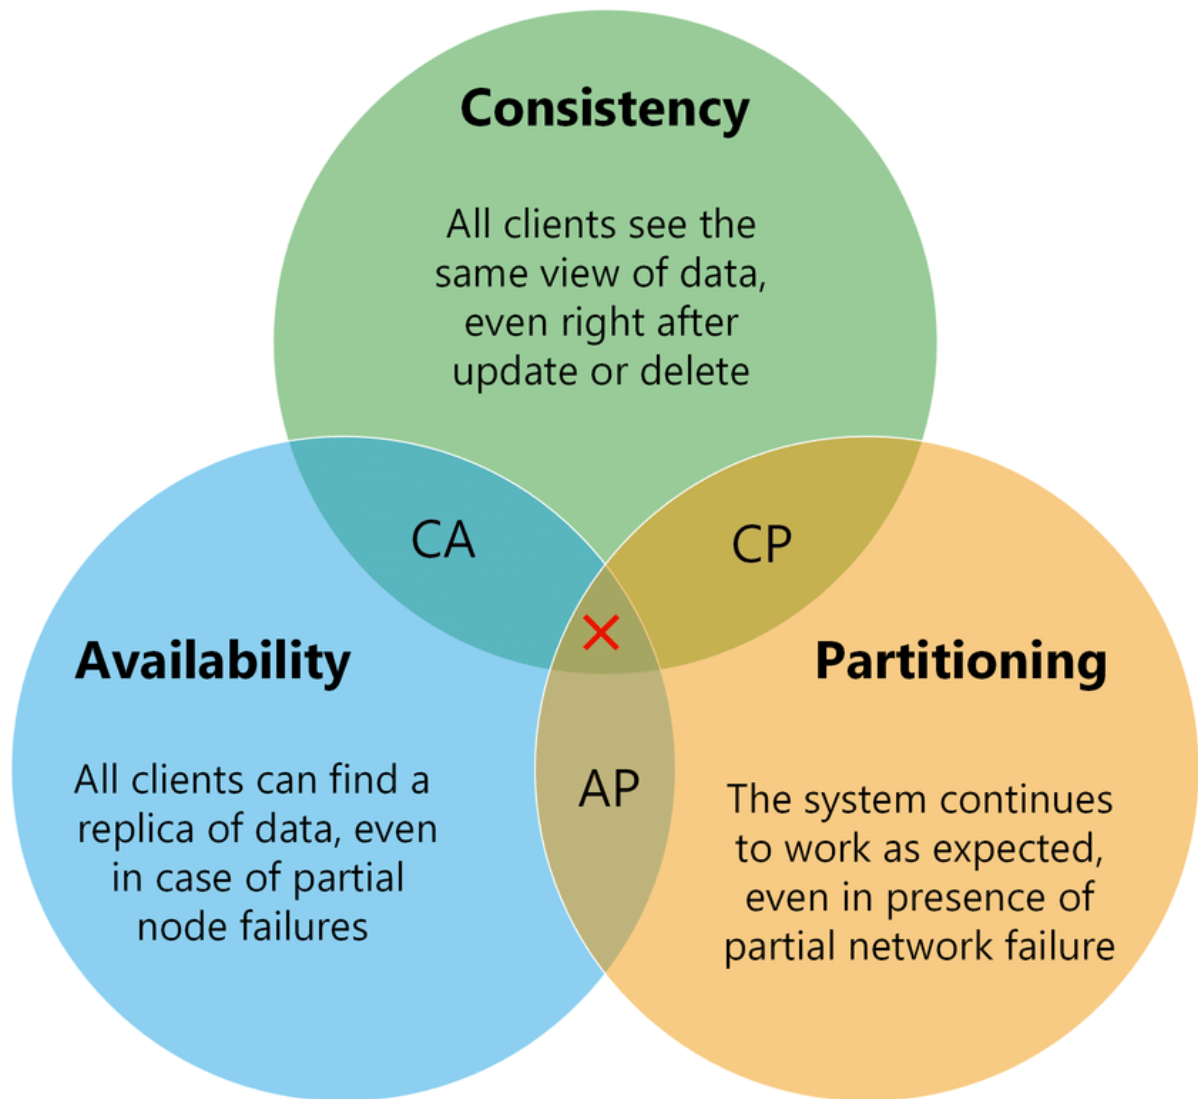 Consistency
All clients see the
same view of data,
even right after
update or delete
CA
CP
Availability
All clients can find a
replica of data, even
in case of partial
node failures
AP
Partitioning
The system continues
to work as expected,
even in presence of
partial network failure